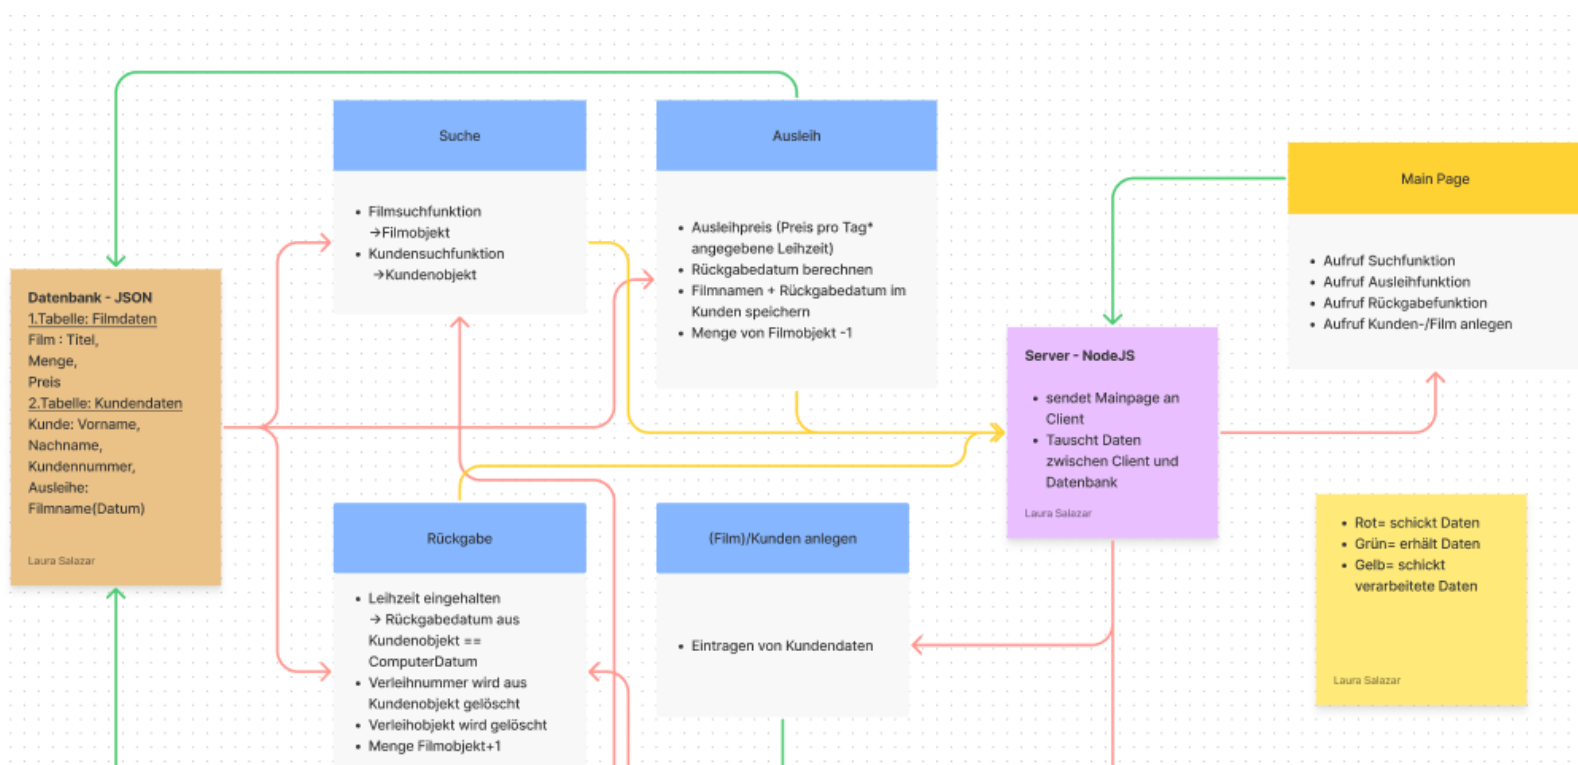 Suche
• Filmsuchfunktion
→Filmobjekt
• Kundensuchfunktion
→Kundenobjekt
Ausleih
• Ausleihpreis (Preis pro Tag*
angegebene Leihzeit)
• Rückgabedatum berechnen
• Filmnamen + Rückgabedatum im
Kunden speichern
• Menge von Filmobjekt -1
Main Page
• Aufruf Suchfunktion
• Aufruf Ausleihfunktion
• Aufruf Rückgabefunktion
• Aufruf Kunden-/Film anlegen
Datenbank - JSON
1.Tabelle: Filmdaten
Film : Titel,
Menge,
Preis
2.Tabelle: Kundendaten
Kunde: Vorname,
Nachname,
Kundennummer,
Ausleihe:
Filmname(Datum)
Laura Salazar
Server - NodeJS
• sendet Mainpage an
Client
• Tauscht Daten
zwischen Client und
Datenbank
Laura Salazar
Rückgabe
• Leihzeit eingehalten
→ Rückgabedatum aus
Kundenobjekt ==
ComputerDatum
• Verleihnummer wird aus
Kundenobjekt gelöscht
• Verleihobjekt wird gelöscht
• Menge Filmobjekt+1
(Film)/Kunden anlegen
• Eintragen von Kundendaten
• Rot= schickt Daten
• Grün= erhält Daten
• Gelb= schickt
verarbeitete Daten
Laura Salazar